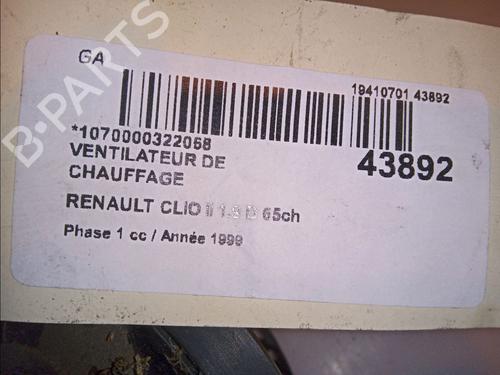 GA
19410701 43892
*1070000322068
VENTILATEUR DE
CHAUFFAGE
43892
RENAULT CLIO II 1.9 D 65ch
Phase 1 cc / Année 1999
B-PARTS